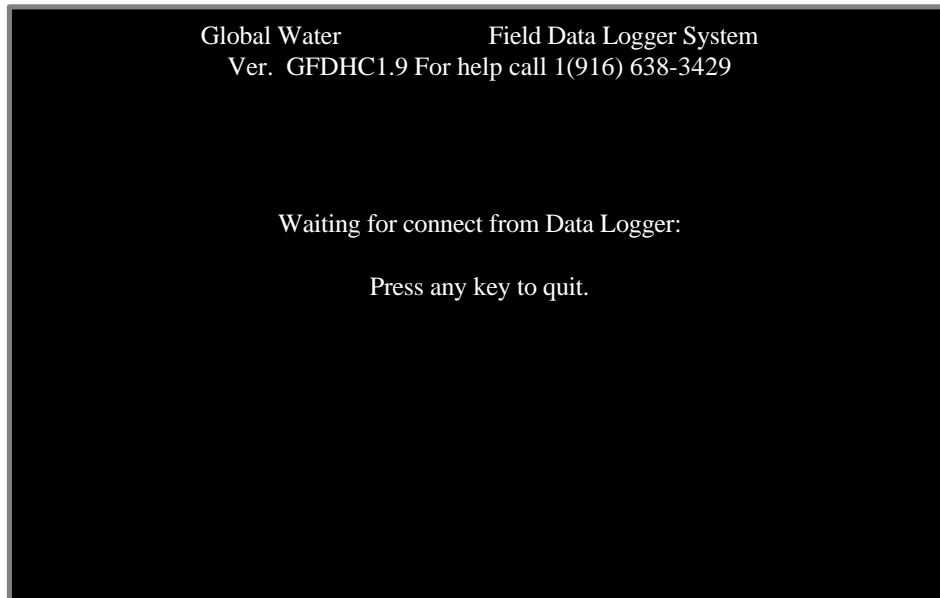 Global Water Field Data Logger System
Ver. GFDHC1.9 For help call 1(916) 638-3429
Waiting for connect from Data Logger:
Press any key to quit.